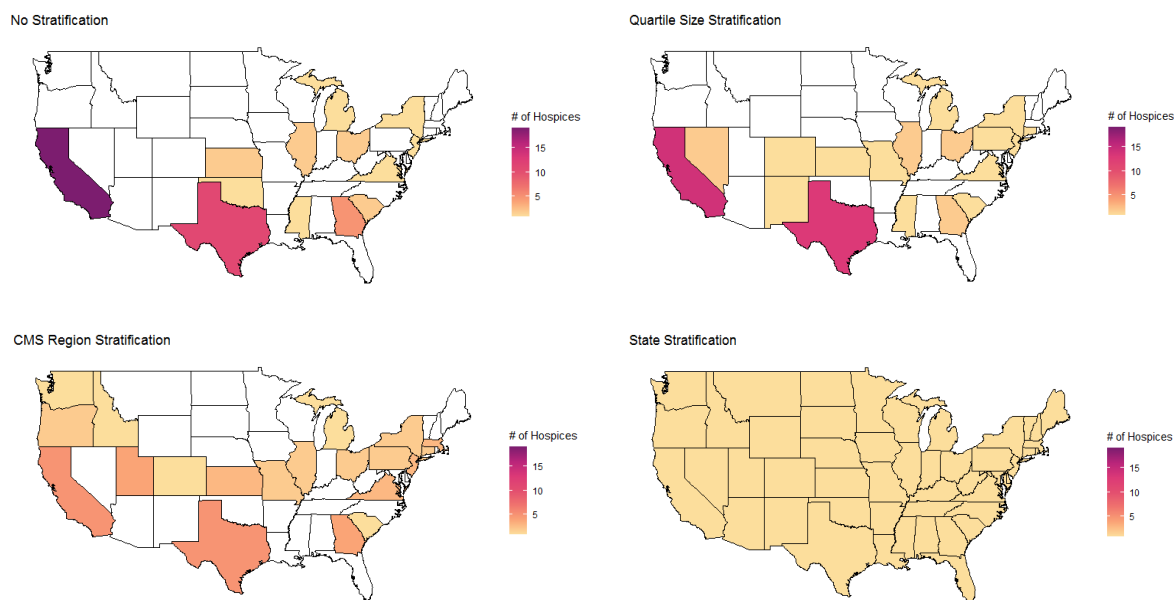 No Stratification
# of Hospices
15
10
5
Quartile Size Stratification
# of Hospices
15
10
5
CMS Region Stratification
# of Hospices
15
10
5
State Stratification
# of Hospices
15
10
5